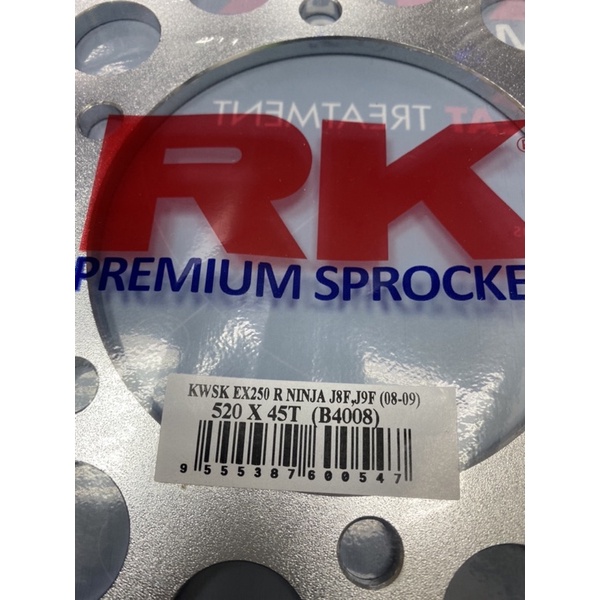 TREATMENT
RK
®
PREMIUM SPROCKE
KWSK EX250 R NINJA J8F,J9F (08-09)
520 X 45T (B4008)
9 555387 600547